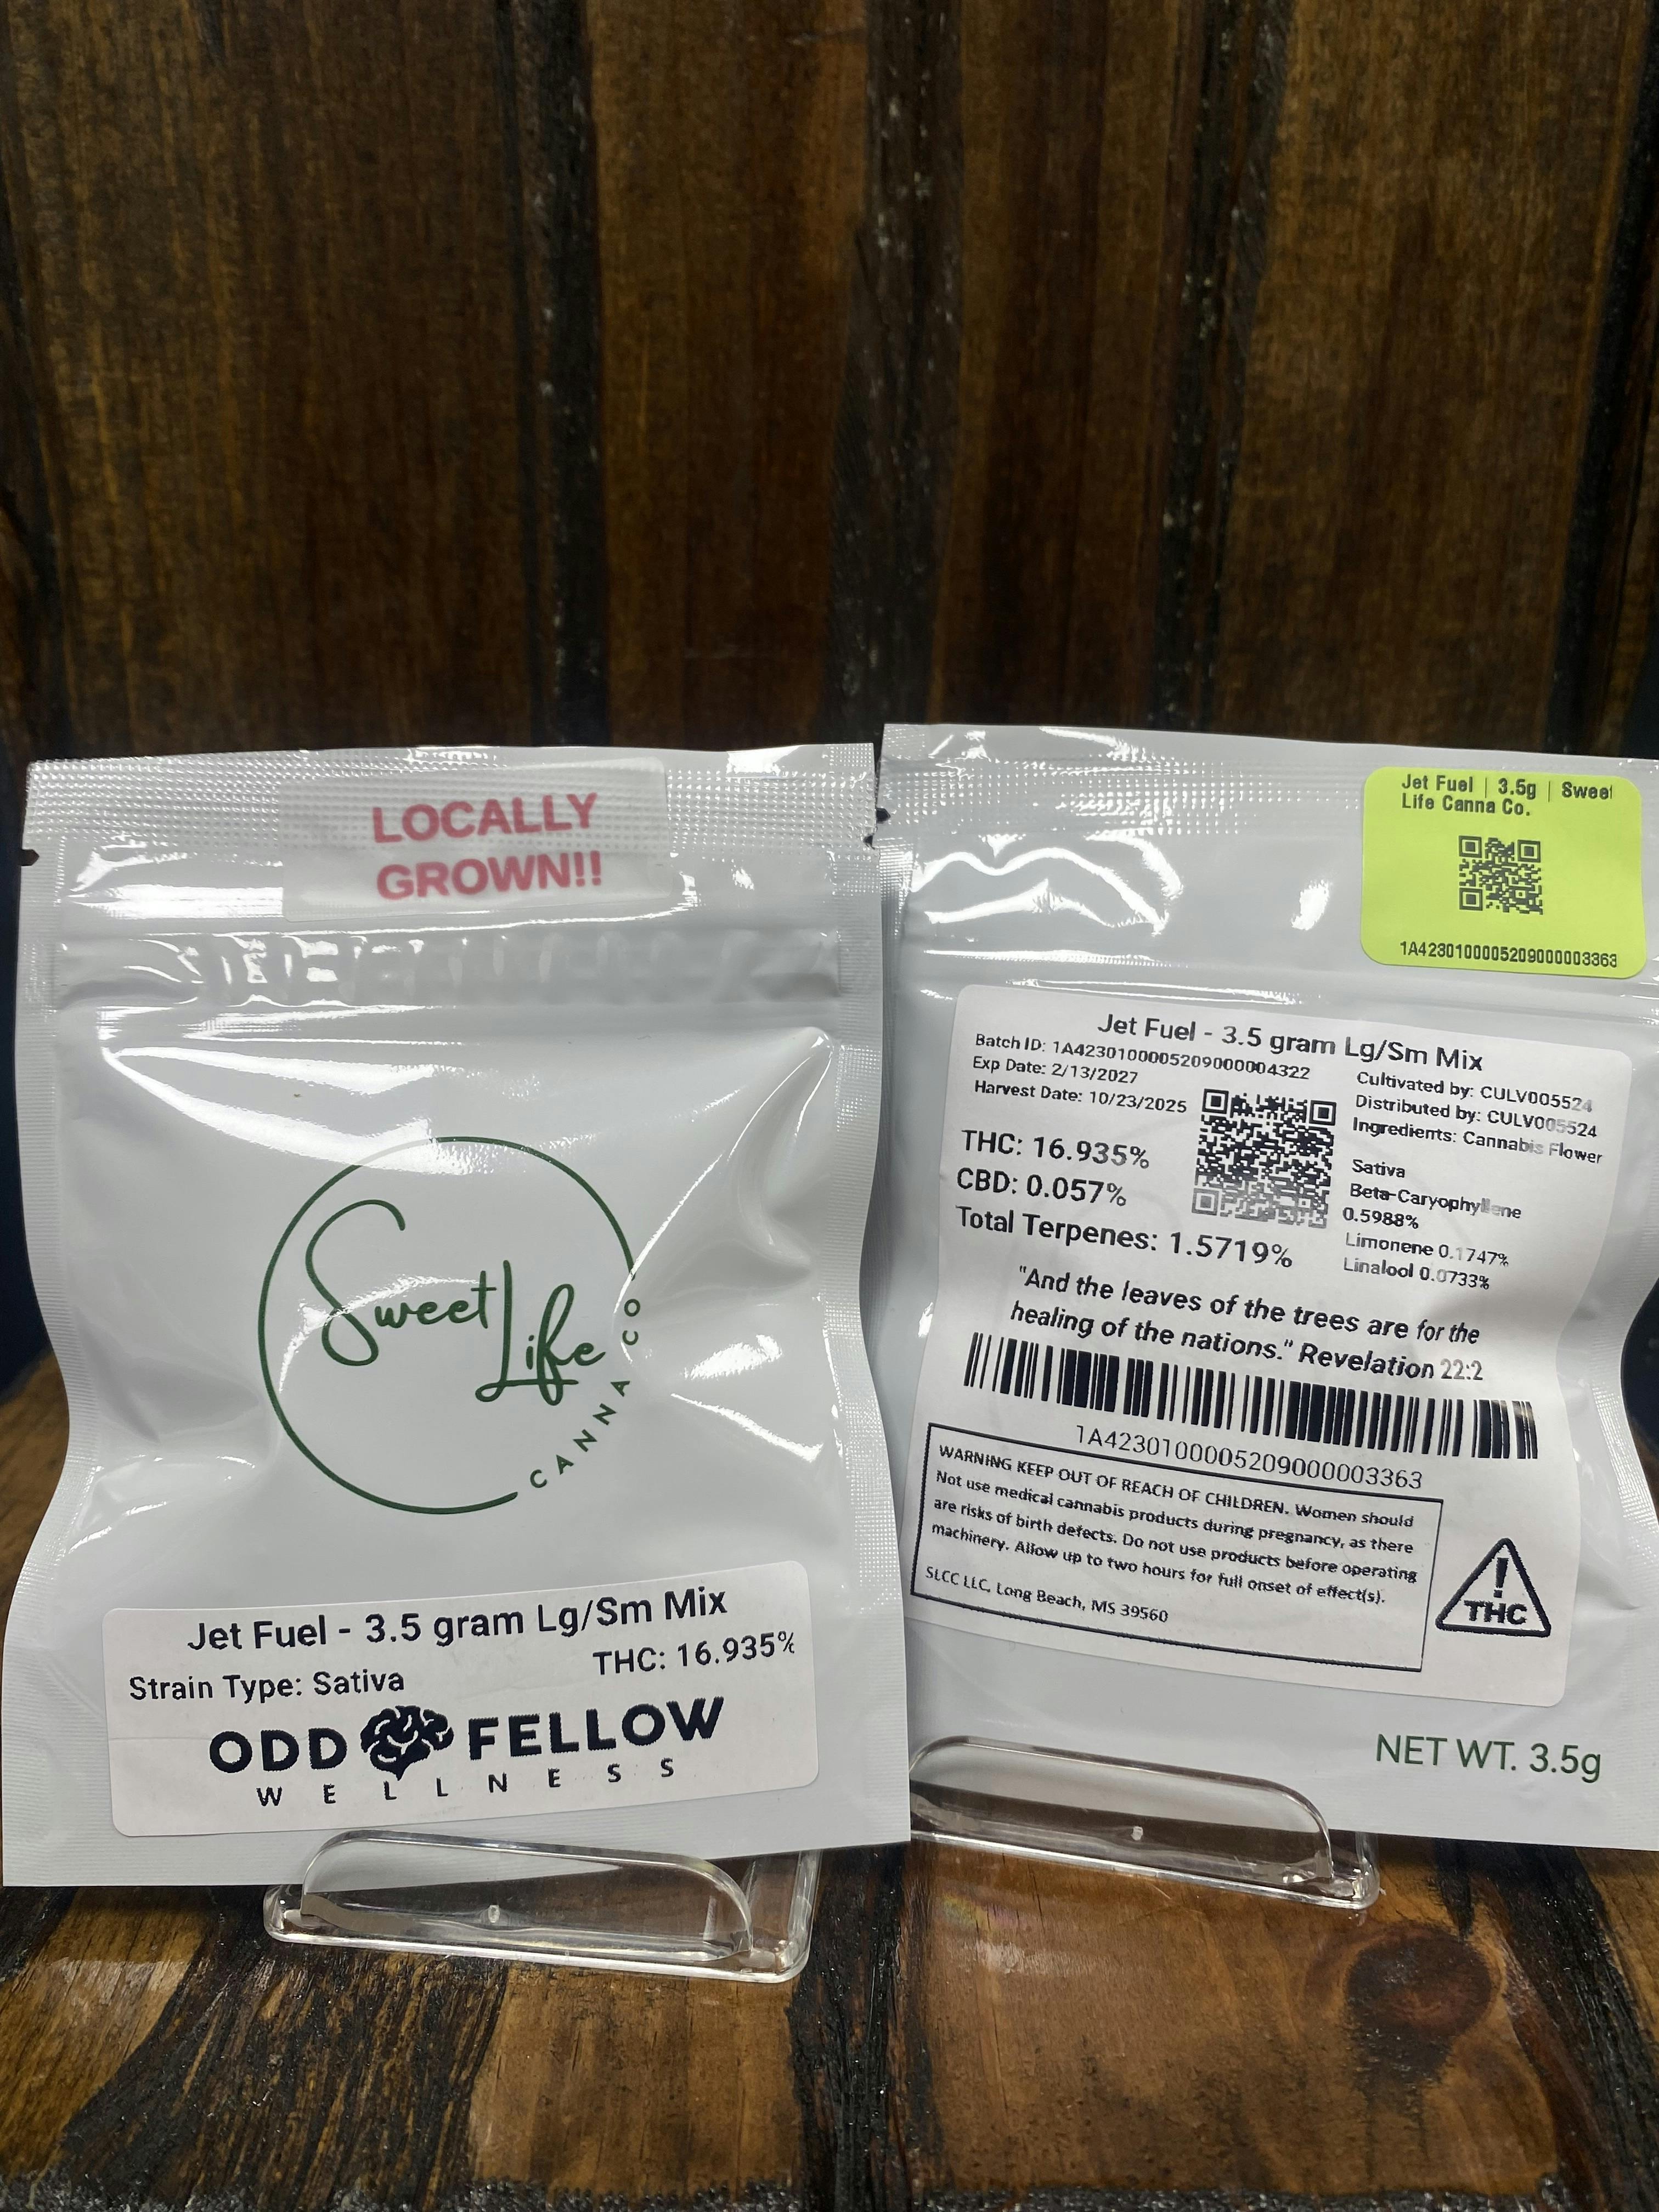 LOCALLY
GROWN!!
Sweet
Life
CANNA CO
Jet Fuel - 3.5 gram Lg/Sm Mix
Strain Type: Sativa
THC: 16.935%
ODD FELLOW
WELLNESS
Jet Fuel | 3.5g | Sweet
Life Canna Co.
1A4230100005209000003363
Jet Fuel - 3.5 gram Lg/Sm Mix
Batch ID: 1A4230100005209000004322
Exp Date: 2/13/2027
Harvest Date: 10/23/2025
THC: 16.935%
CBD: 0.057%
Total Terpenes: 1.5719%
Cultivated by: CULV005524
Distributed by: CULV005524
Ingredients: Cannabis Flower
Sativa
Beta-Caryophyllene
0.5988%
Limonene 0.1747%
Linalool 0.0733%
"And the leaves of the trees are for the
healing of the nations." Revelation 22:2
1A4230100005209000003363
WARNING KEEP OUT OF REACH OF CHILDREN. Women should
Not use medical cannabis products during pregnancy, as there
are risks of birth defects. Do not use products before operating
machinery. Allow up to two hours for full onset of effect(s).
SLCC LLC, Long Beach, MS 39560
!
THC
NET WT. 3.5g